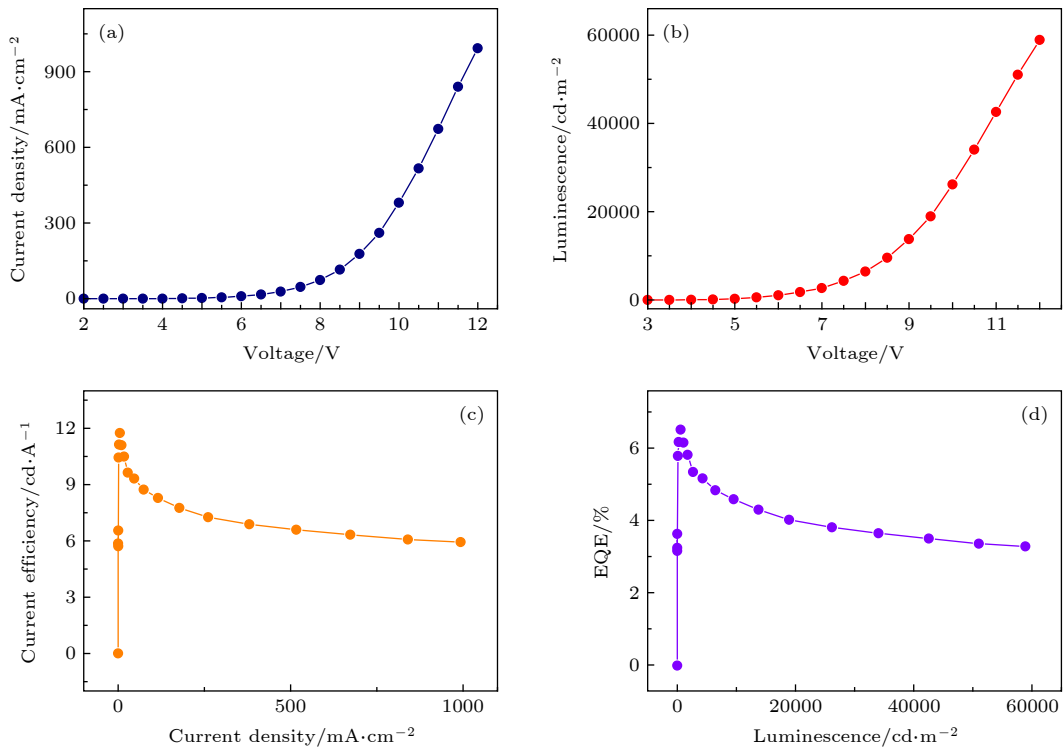 (a)
Current density/mA·cm−2
900
600
300
0
2 4 6 8 10 12
Voltage/V
(b)
Luminescence/cd·m−2
60000
40000
20000
0
3 5 7 9 11
Voltage/V
(c)
Current efficiency/cd·A−1
12
9
6
3
0
0 500 1000
Current density/mA·cm−2
(d)
EQE/%
6
4
2
0
0 20000 40000 60000
Luminescence/cd·m−2